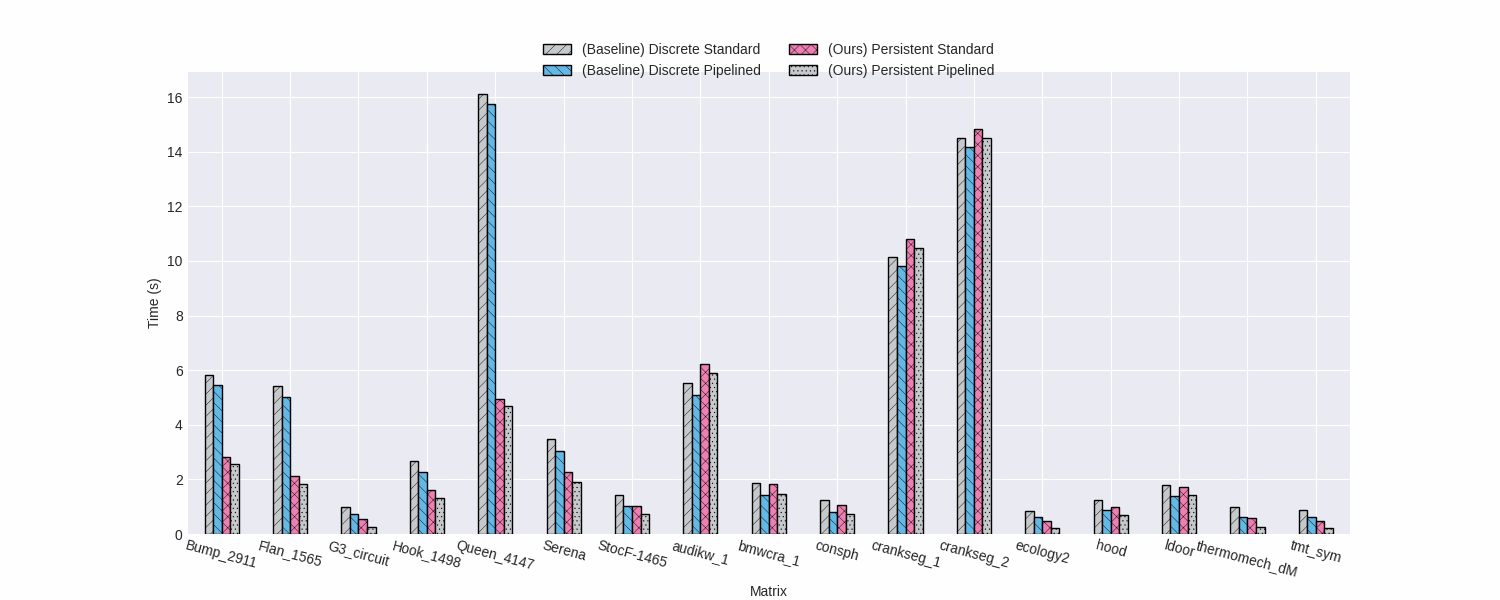 (Baseline) Discrete Standard
(Baseline) Discrete Pipelined
(Ours) Persistent Standard
(Ours) Persistent Pipelined
16
14
12
10
8
6
4
2
0
Time (s)
Bump_2911
Flan_1565
G3_circuit
Hook_1498
Queen_4147
Serena
StocF-1465
audikw_1
bmwcra_1
consph
crankseg_1
crankseg_2
ecology2
hood
ldoor
thermomech_dM
tmt_sym
Matrix